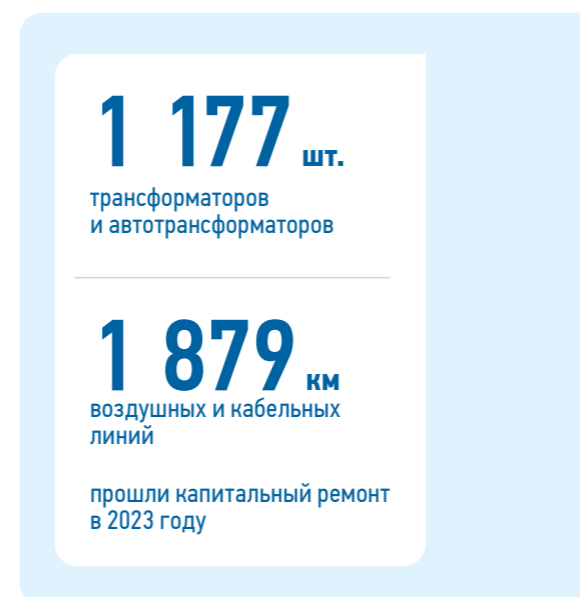 1 177 шт.
трансформаторов
и автотрансформаторов
1 879 км
воздушных и кабельных
линий
прошли капитальный ремонт
в 2023 году